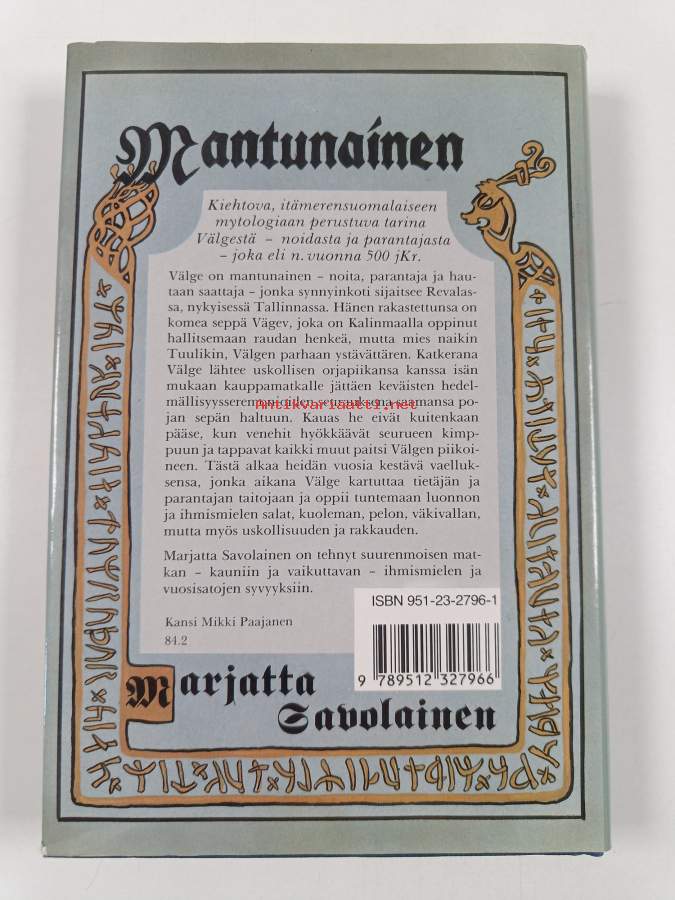 Mantunainen
Kiehtova, itämerensuomalaiseen
mytologiaan perustuva tarina
Välgestä – noidasta ja parantajasta
– joka eli n. vuonna 500 jKr.
Välge on mantunainen – noita, parantaja ja hau-
taan saattaja – jonka synnyinkoti sijaitsee Revalas-
sa, nykyisessä Tallinnassa. Hänen rakastettunsa on
komea seppä Vägev, joka on Kalinmaalla oppinut
hallitsemaan raudan henkeä, mutta mies naikin
Tuulikin, Välgen parhaan ystävättären. Katkerana
Välge lähtee uskollisen orjapiikansa kanssa isän
mukaan kauppamatkalle jättäen keväisten hedel-
mällisyysseremonioiden seurauksena saamansa po-
Antikvariaatti.net
jan sepän haltuun. Kauas he eivät kuitenkaan
pääse, kun venehit hyökkäävät seurueen kimp-
puun ja tappavat kaikki muut paitsi Välgen piikoi-
neen. Tästä alkaa heidän vuosia kestävä vaelluk-
sensa, jonka aikana Välge kartuttaa tietäjän ja
parantajan taitojaan ja oppii tuntemaan luonnon
ja ihmismielen salat, kuoleman, pelon, väkivallan,
mutta myös uskollisuuden ja rakkauden.
Marjatta Savolainen on tehnyt suurenmoisen mat-
kan – kauniin ja vaikuttavan – ihmismielen ja
vuosisatojen syvyyksiin.
ISBN 951-23-2796-1
Kansi Mikki Paajanen
84.2
9 789512 327966
Marjatta
Savolainen